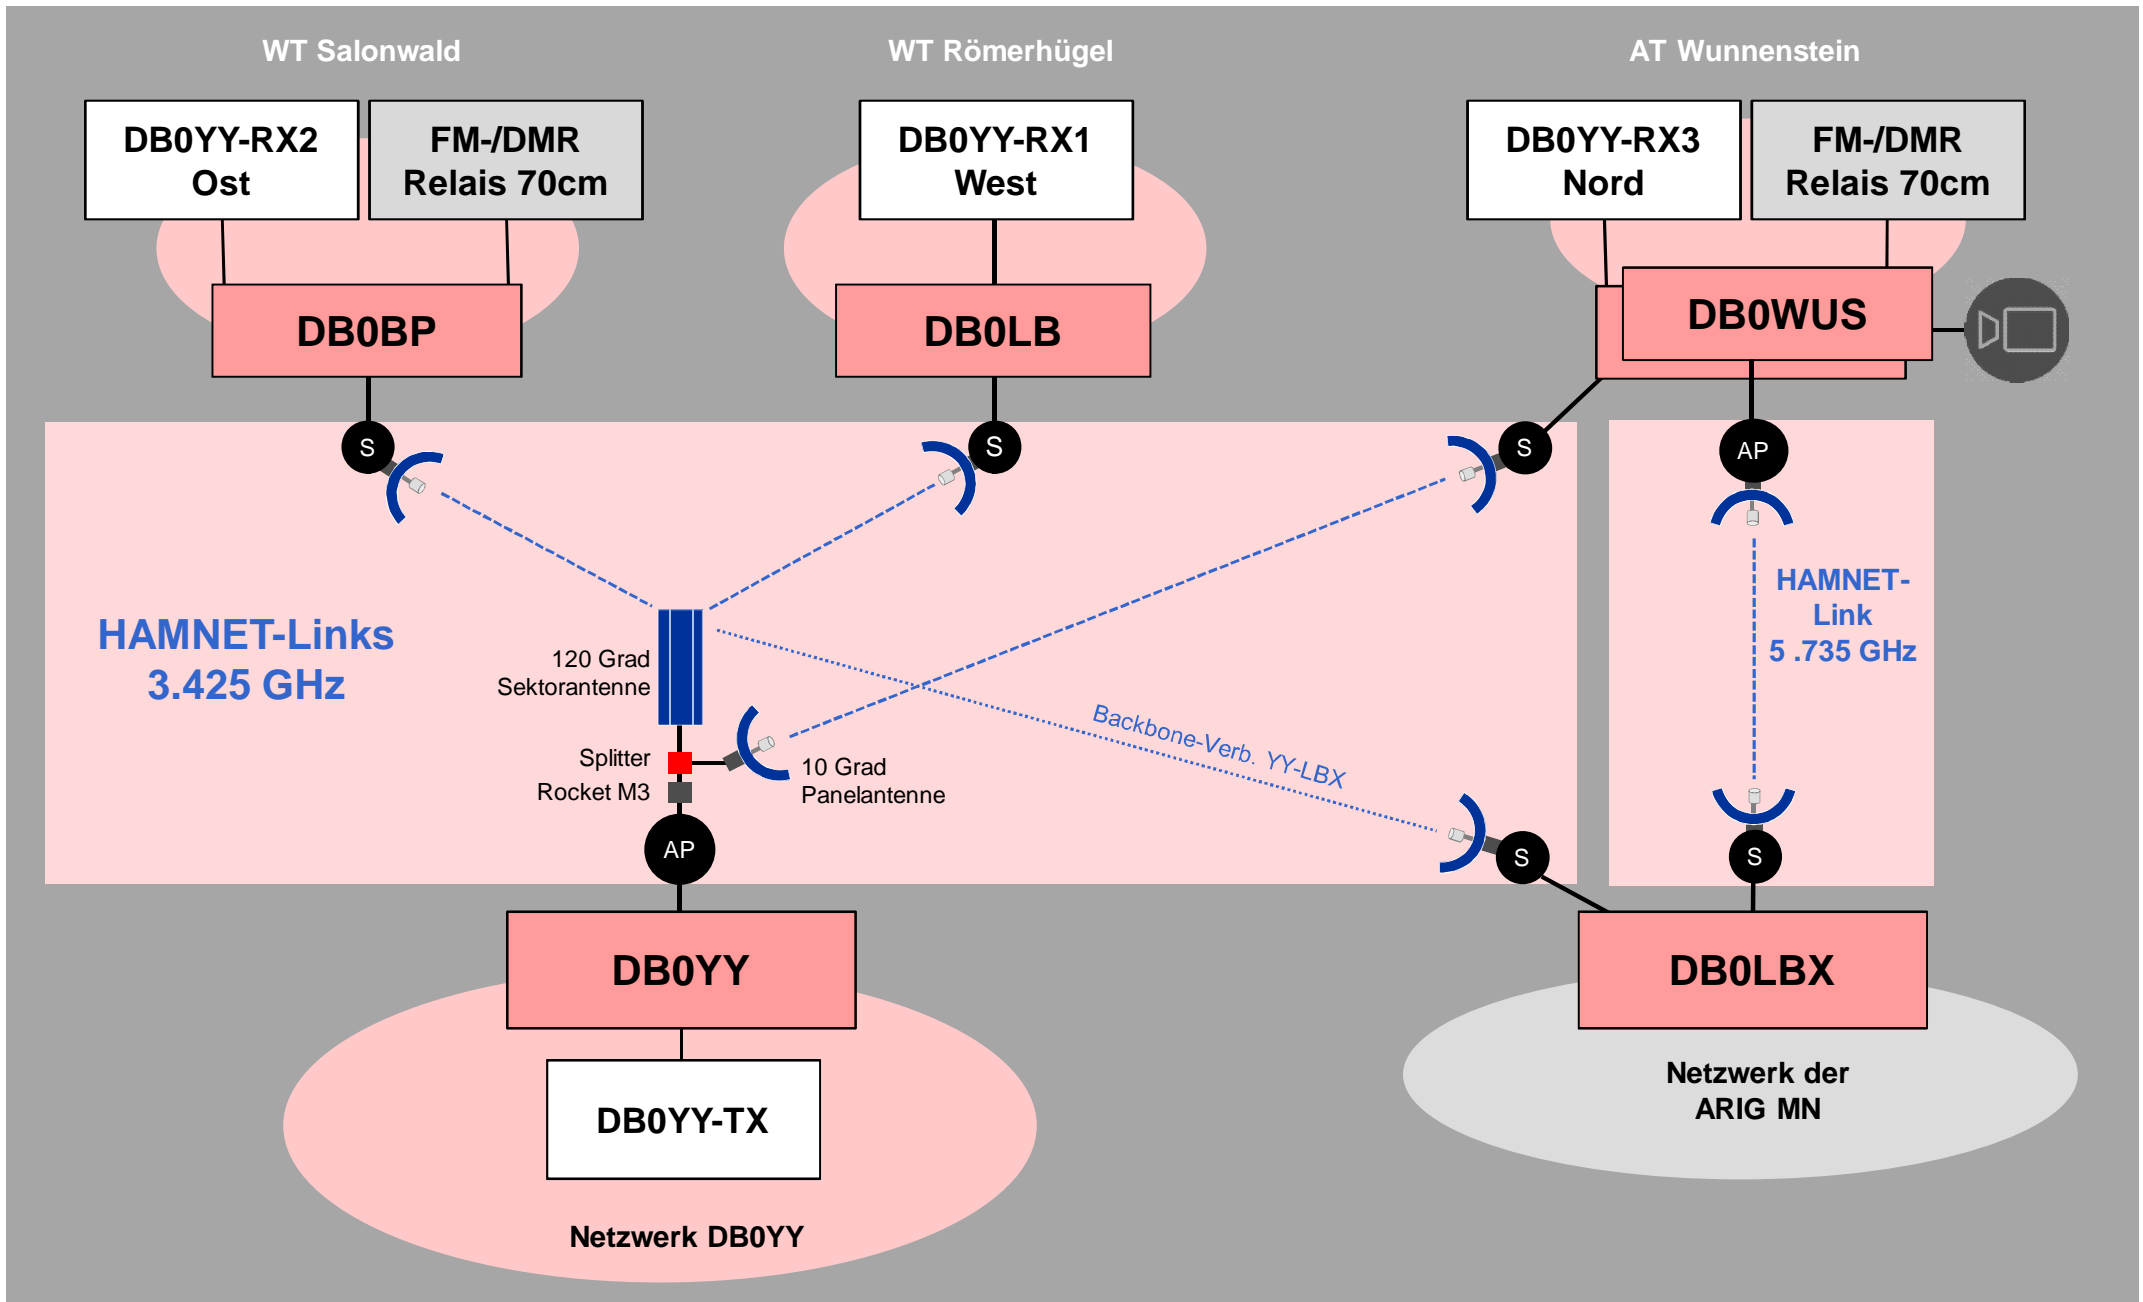 WT Salonwald
WT Römerhügel
AT Wunnenstein
DB0YY-RX2
Ost
FM-/DMR
Relais 70cm
DB0YY-RX1
West
DB0YY-RX3
Nord
FM-/DMR
Relais 70cm
DB0BP
DB0LB
DB0WUS
S
S
S
AP
HAMNET-Links
3.425 GHz
HAMNET-
Link
5 .735 GHz
120 Grad
Sektorantenne
Splitter
Rocket M3
10 Grad
Panelantenne
Backbone-Verb. YY-LBX
AP
S
S
DB0YY
DB0LBX
DB0YY-TX
Netzwerk der
ARIG MN
Netzwerk DB0YY